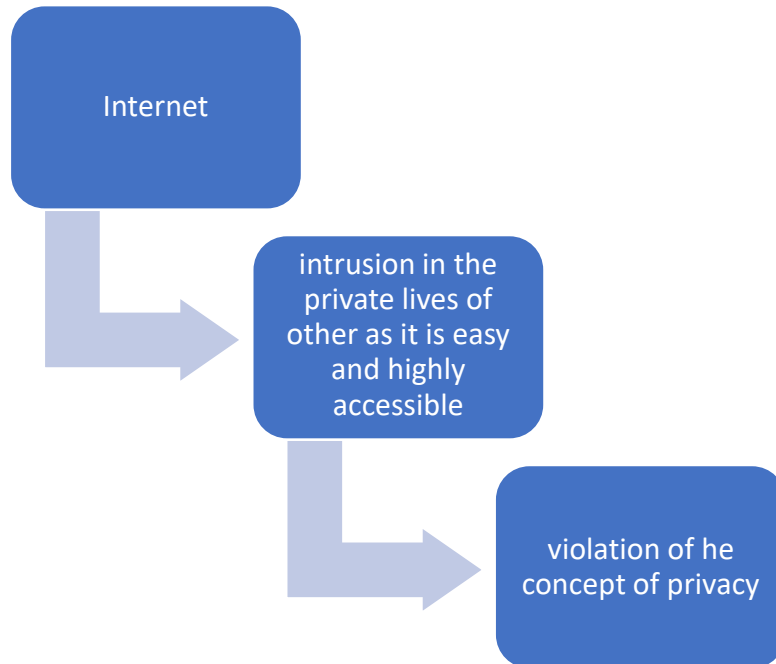 Internet
intrusion in the
private lives of
other as it is easy
and highly
accessible
violation of he
concept of privacy